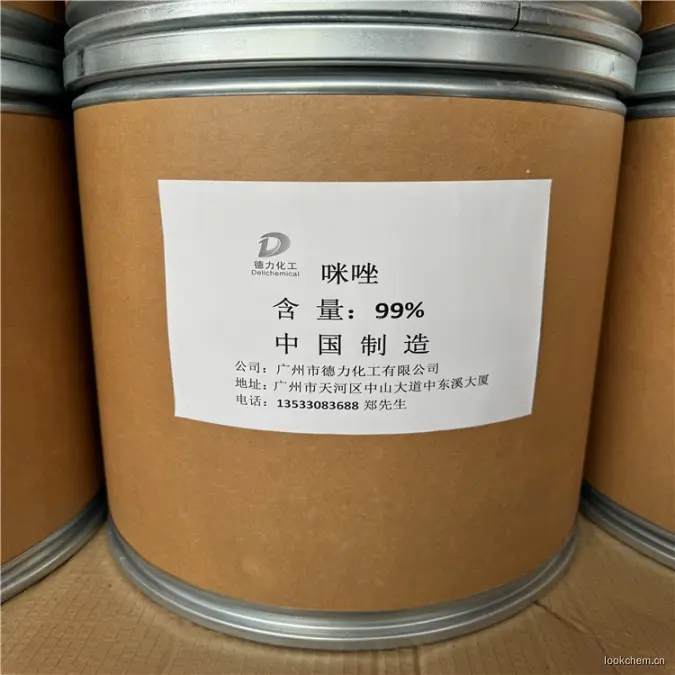 德力化工
Delichemical
咪唑
含量：99%
中国制造
公司：广州市德力化工有限公司
地址：广州市天河区中山大道中东溪大厦
电话：13533083688 郑先生
lookchem.cn